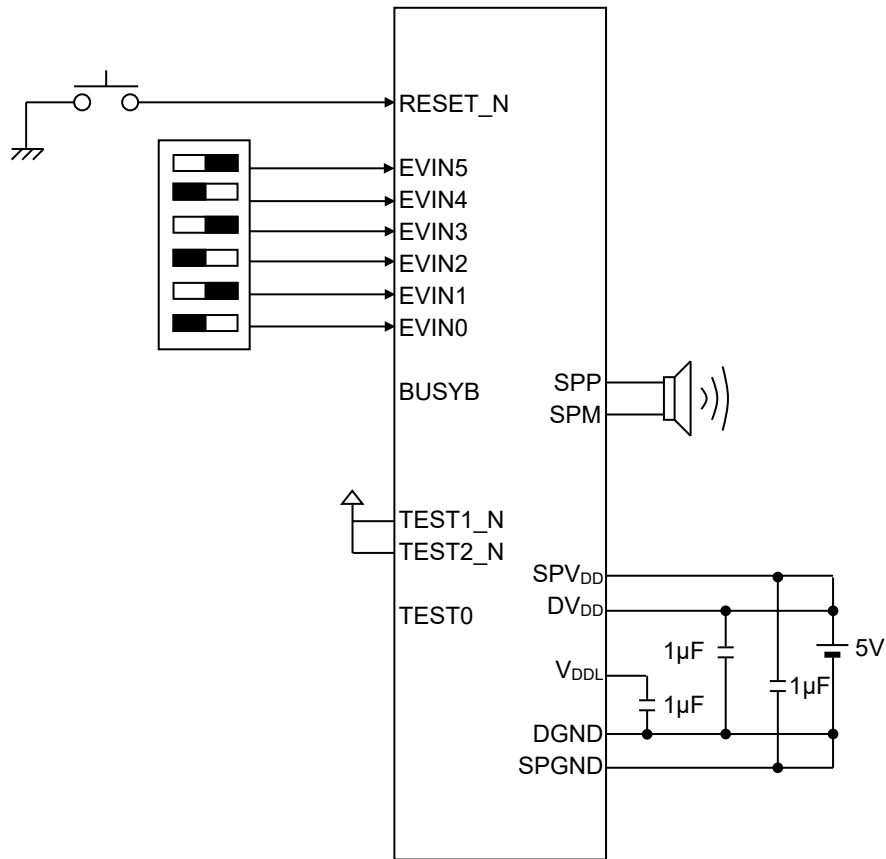 RESET_N
EVIN5
EVIN4
EVIN3
EVIN2
EVIN1
EVIN0
BUSYB
SPP
SPM
TEST1_N
TEST2_N
TEST0
SPVDD
DVDD
5V
VDDL
1µF
1µF
1µF
DGND
SPGND